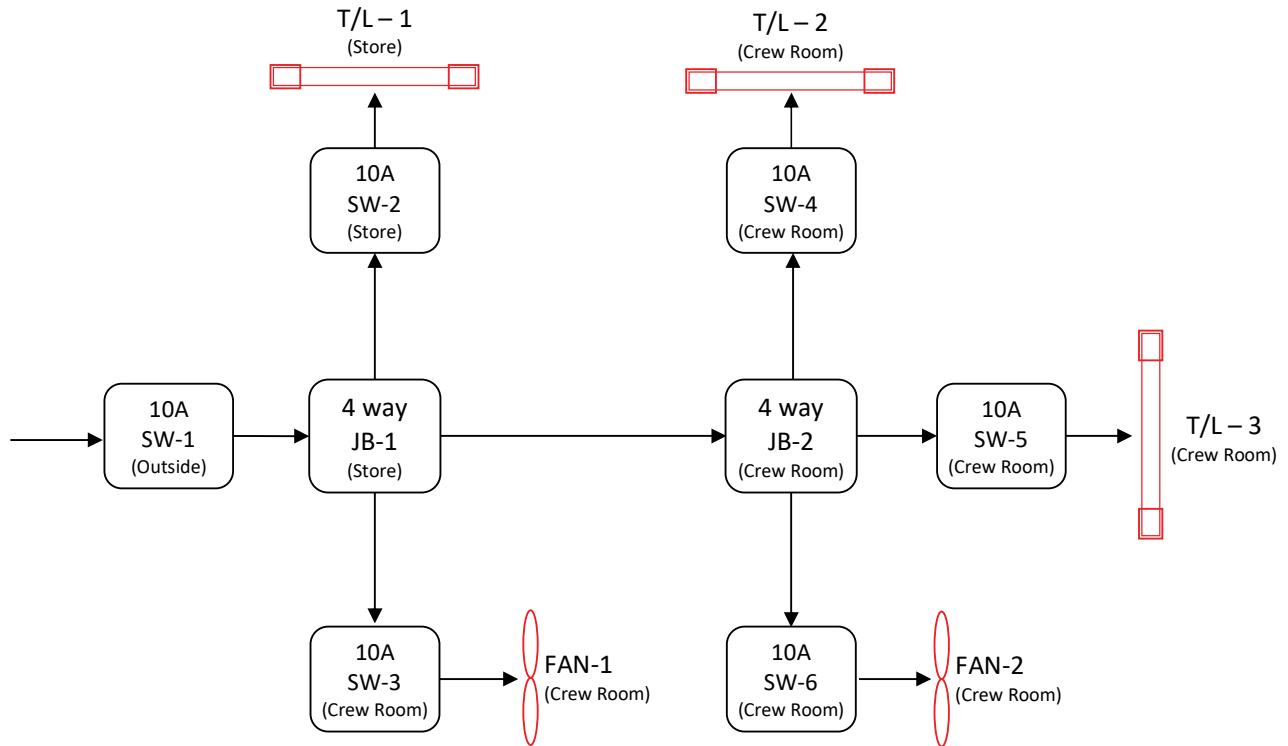 T/L – 1
(Store)
T/L – 2
(Crew Room)
10A
SW-2
(Store)
10A
SW-4
(Crew Room)
10A
SW-1
(Outside)
4 way
JB-1
(Store)
4 way
JB-2
(Crew Room)
10A
SW-5
(Crew Room)
T/L – 3
(Crew Room)
10A
SW-3
(Crew Room)
FAN-1
(Crew Room)
10A
SW-6
(Crew Room)
FAN-2
(Crew Room)